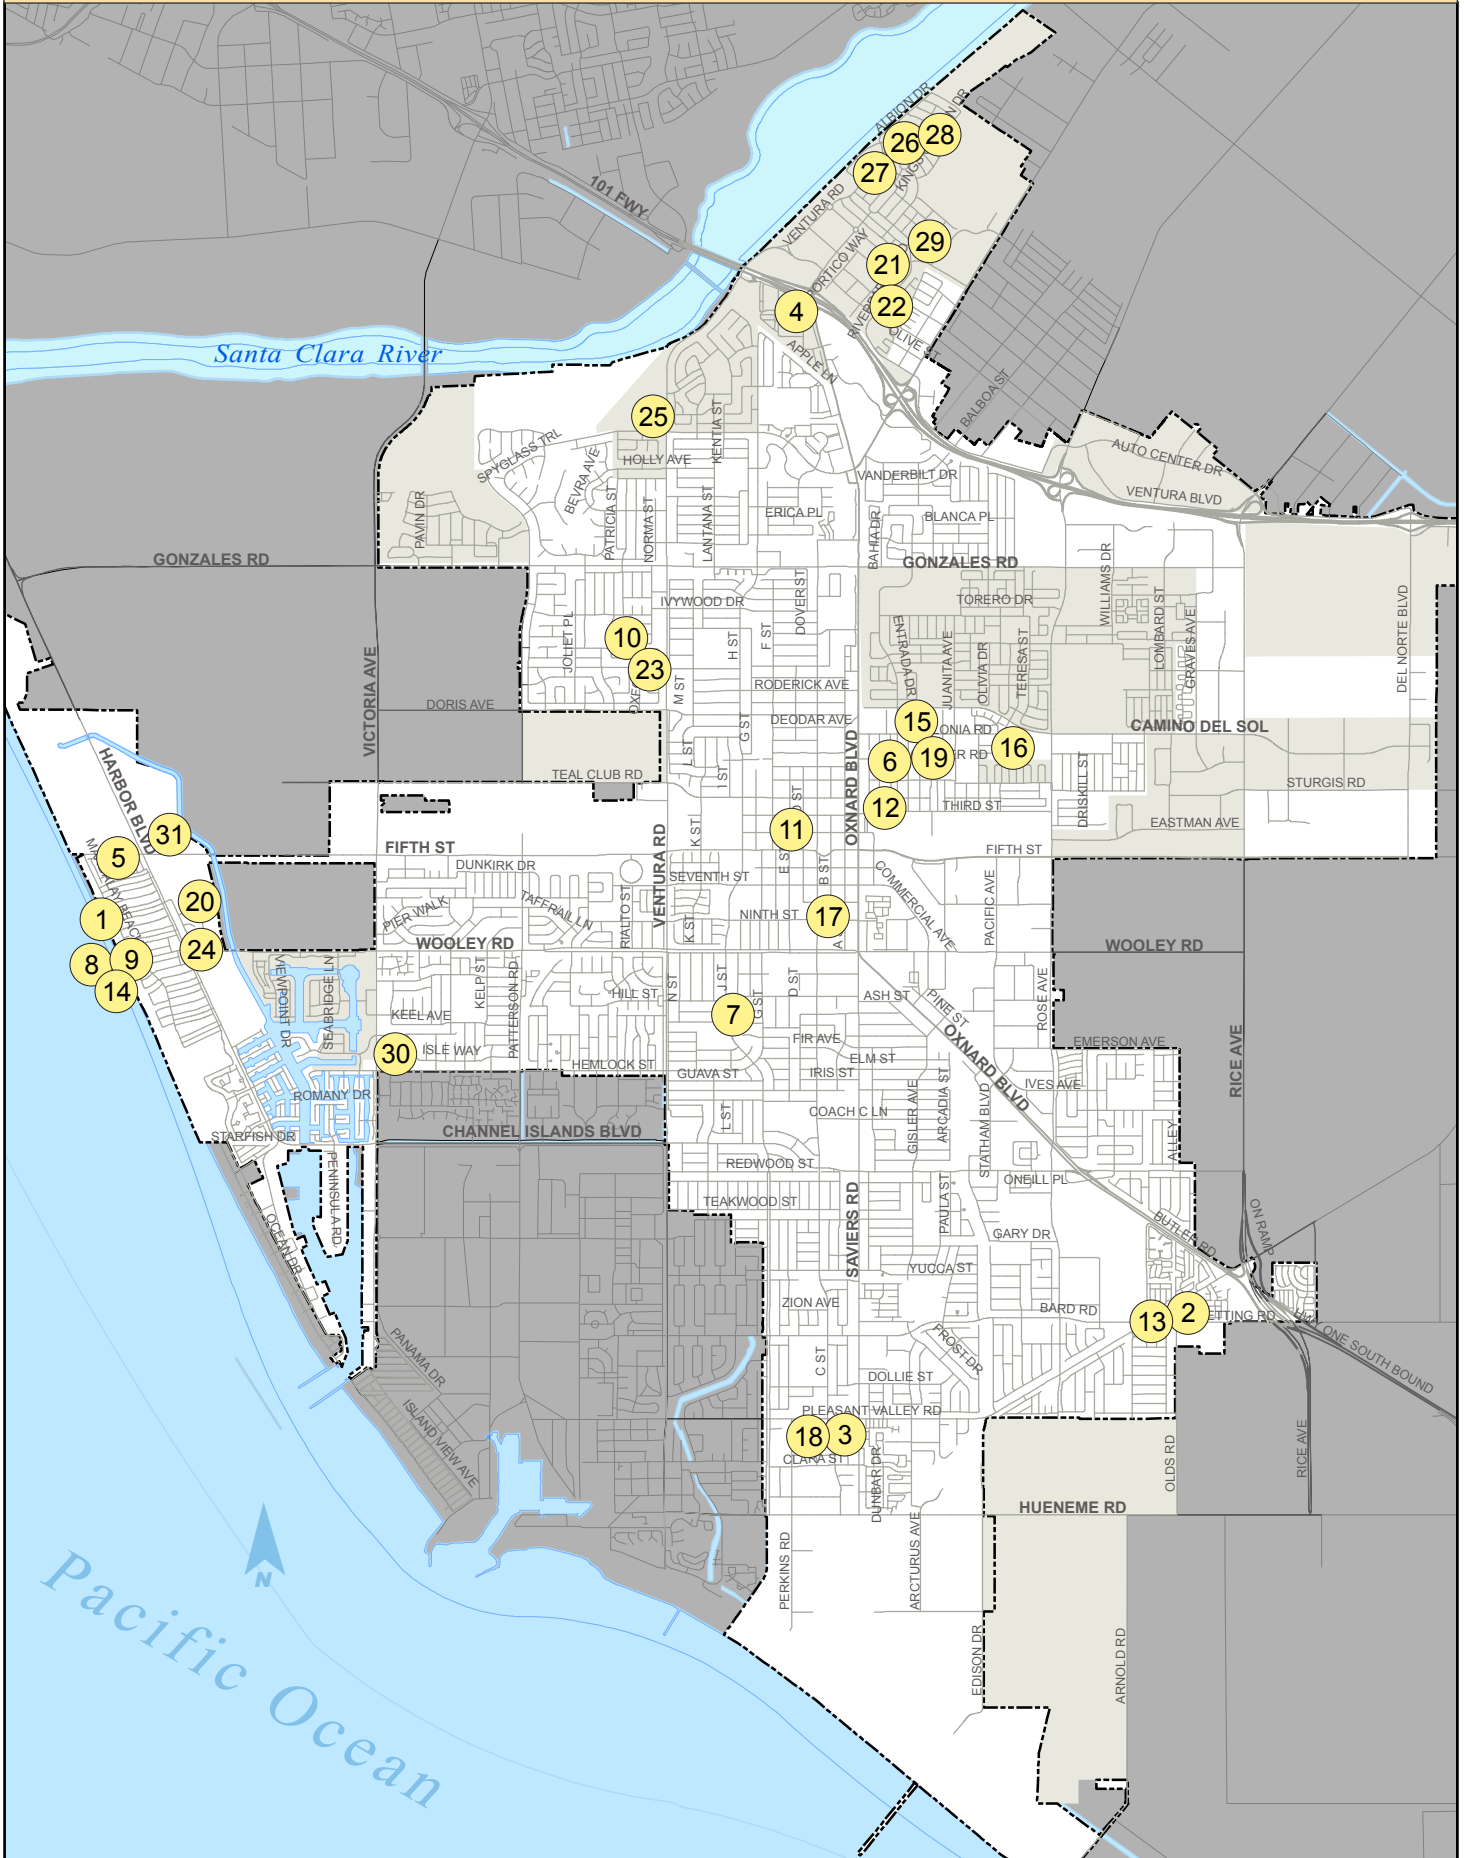 ALBION DR
28
26
27
101 FWY
VENTURA RD
29
PORTICO WAY
21
22
4
OLIVE ST
Santa Clara River
APPLE LN
BALBOA ST
25
KENTIA ST
SPYGLASS TRL
HOLLY AVE
BEVRA AVE
AUTO CENTER DR
VANDERBILT DR
VENTURA BLVD
PAVIN DR
PATRICIA ST
NORMA ST
LANTANA ST
ERICA PL
BAHIA DR
BLANCA PL
GONZALES RD
GONZALES RD
WILLIAMS DR
IVYWOOD DR
DOVER ST
TORERO DR
LOMBARD ST
GRAVES AVE
DEL NORTE BLVD
JOLIET PL
10
H ST
F ST
ENTRADA DR
JUANITA AVE
OLIVIA DR
TERESA ST
23
M ST
RODERICK AVE
VICTORIA AVE
DORIS AVE
G ST
DEODAR AVE
15
ONIA RD
CAMINO DEL SOL
HARBOR BLVD
L ST
OXNARD BLVD
6
19
ER RD
16
TEAL CLUB RD
I ST
DRISKILL ST
STURGIS RD
12
THIRD ST
31
11
EASTMAN AVE
5
K ST
FIFTH ST
VENTURA RD
FIFTH ST
DUNKIRK DR
E ST
B ST
COMMERCIAL AVE
SEVENTH ST
PACIFIC AVE
20
1
PIER WALK
TAFFRAIL LN
RIALTO ST
K ST
NINTH ST
17
24
WOOLEY RD
WOOLEY RD
8
9
14
VIEWPOINT DR
SEABRIDGE LN
KELP ST
PATTERSON RD
HILL ST
N ST
J ST
G ST
D ST
ASH ST
PINE ST
ROSE AVE
KEEL AVE
7
30
ISLE WAY
FIR AVE
OXNARD BLVD
EMERSON AVE
RICE AVE
HEMLOCK ST
ELM ST
GUAVA ST
IRIS ST
IVES AVE
ROMANY DR
L ST
COACH C LN
GISLER AVE
ARCADIA ST
STATHAM BLVD
STARFISH DR
CHANNEL ISLANDS BLVD
ALLEY
PENINSULA RD
REDWOOD ST
ONEILL PL
TEAKWOOD ST
SAVIERS RD
PAULA ST
ON RAMP
OCEAN DR
GARY DR
BUTLER RD
YUCCA ST
ZION AVE
BARD RD
13
2
ETTING RD
HWY ONE SOUTH BOUND
PANAMA DR
C ST
FROST DR
DOLLIE ST
ISLAND VIEW AVE
PLEASANT VALLEY RD
18
3
CLARA ST
DUNBAR DR
OLDS RD
RICE AVE
HUENEME RD
N
PERKINS RD
ARCTURUS AVE
EDISON DR
ARNOLD RD
Pacific Ocean